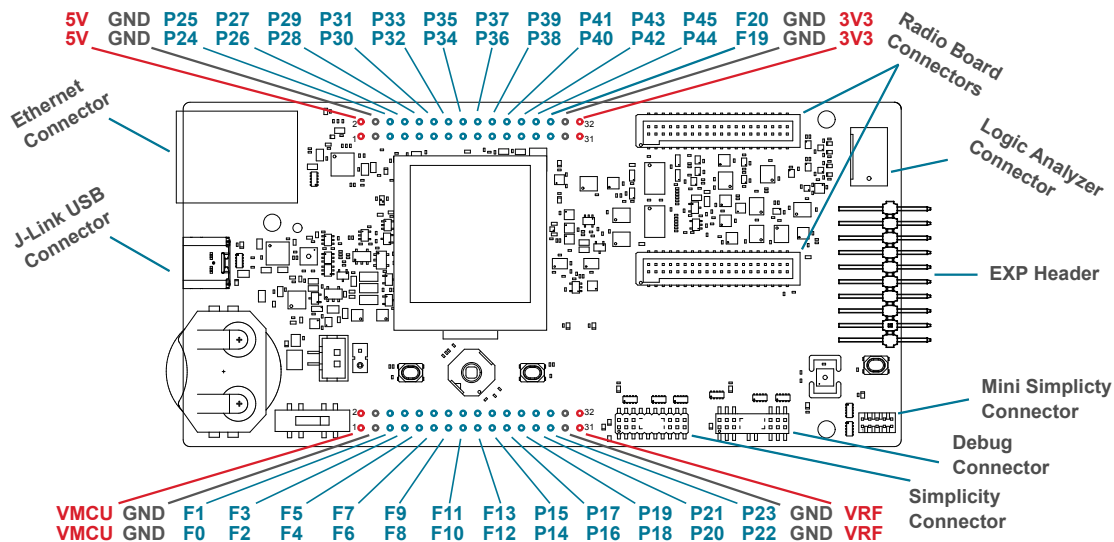 5V GND P25 P27 P29 P31 P33 P35 P37 P39 P41 P43 P45 F20 GND 3V3
5V GND P24 P26 P28 P30 P32 P34 P36 P38 P40 P42 P44 F19 GND 3V3
Radio Board
Connectors
Ethernet
Connector
2
32
1
31
Logic Analyzer
Connector
J-Link USB
Connector
EXP Header
Mini Simplicty
Connector
2
32
1
31
Debug
Connector
Simplicity
Connector
VMCU GND F1 F3 F5 F7 F9 F11 F13 P15 P17 P19 P21 P23 GND VRF
VMCU GND F0 F2 F4 F6 F8 F10 F12 P14 P16 P18 P20 P22 GND VRF